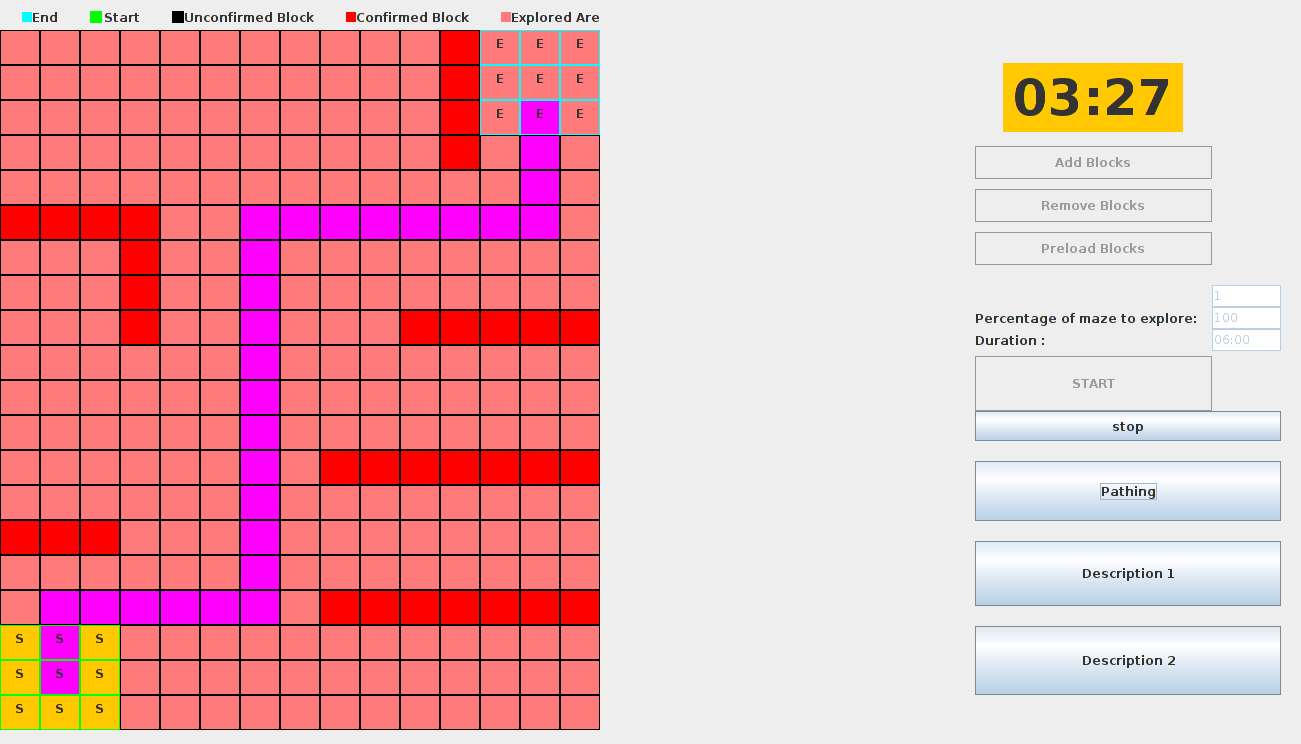 End Start Unconfirmed Block Confirmed Block Explored Are
E E E
E E E
E E E
S S S
S S S
S S S
03:27
Add Blocks
Remove Blocks
Preload Blocks
1
Percentage of maze to explore: 100
Duration : 06:00
START
stop
Pathing
Description 1
Description 2